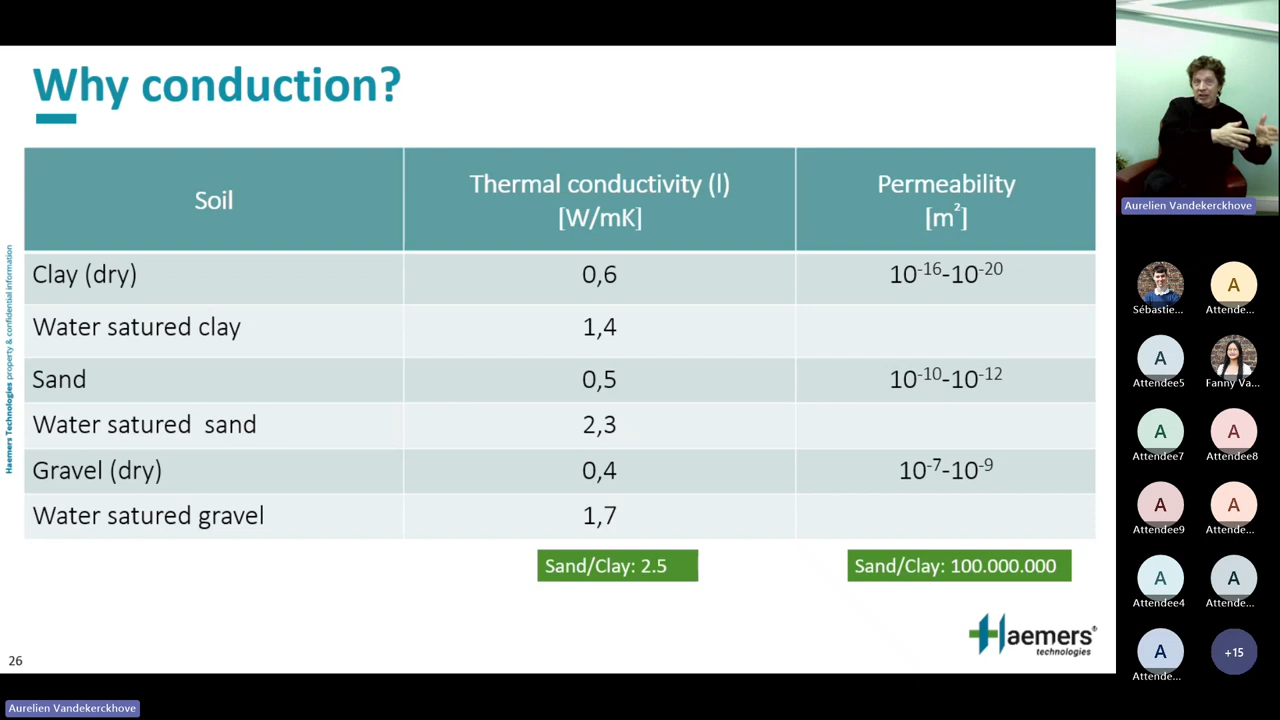 Why conduction?
Soil
Thermal conductivity (l)
[W/mK]
Permeability
[m²]
Clay (dry) 0,6 10⁻¹⁶-10⁻²⁰
Water satured clay 1,4
Sand 0,5 10⁻¹⁰-10⁻¹²
Water satured sand 2,3
Gravel (dry) 0,4 10⁻⁷-10⁻⁹
Water satured gravel 1,7
Sand/Clay: 2.5
Sand/Clay: 100.000.000
Haemers Technologies property & confidential information
Haemers®
technologies
26
Aurelien Vandekerckhove
Aurelien Vandekerckhove
Sébastie...
A
Attende...
A
Attendee5
Fanny Va...
A
Attendee7
A
Attendee8
A
Attendee9
A
Attende...
A
Attendee4
A
Attende...
A
Attende...
+15